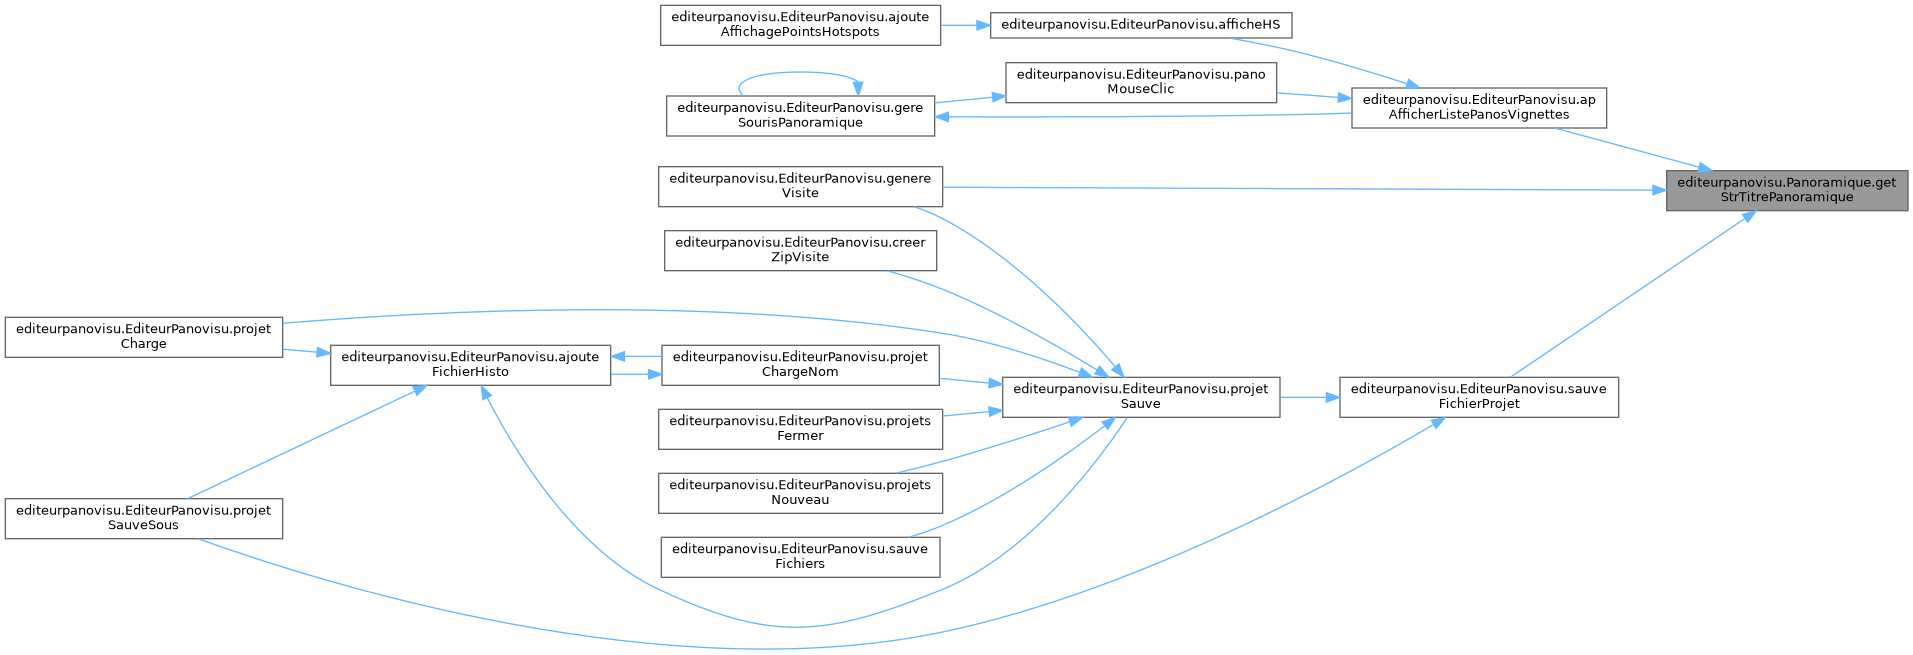 editeurpanovisu.EditeurPanovisu.ajoute
AffichagePointsHotspots
editeurpanovisu.EditeurPanovisu.afficheHS
editeurpanovisu.EditeurPanovisu.pano
MouseClic
editeurpanovisu.EditeurPanovisu.gere
SourisPanoramique
editeurpanovisu.EditeurPanovisu.ap
AfficherListePanosVignettes
editeurpanovisu.EditeurPanovisu.genere
Visite
editeurpanovisu.Panoramique.get
StrTitrePanoramique
editeurpanovisu.EditeurPanovisu.creer
ZipVisite
editeurpanovisu.EditeurPanovisu.projet
Charge
editeurpanovisu.EditeurPanovisu.ajoute
FichierHisto
editeurpanovisu.EditeurPanovisu.projet
ChargeNom
editeurpanovisu.EditeurPanovisu.projet
Sauve
editeurpanovisu.EditeurPanovisu.sauve
FichierProjet
editeurpanovisu.EditeurPanovisu.projets
Fermer
editeurpanovisu.EditeurPanovisu.projets
Nouveau
editeurpanovisu.EditeurPanovisu.projet
SauveSous
editeurpanovisu.EditeurPanovisu.sauve
Fichiers